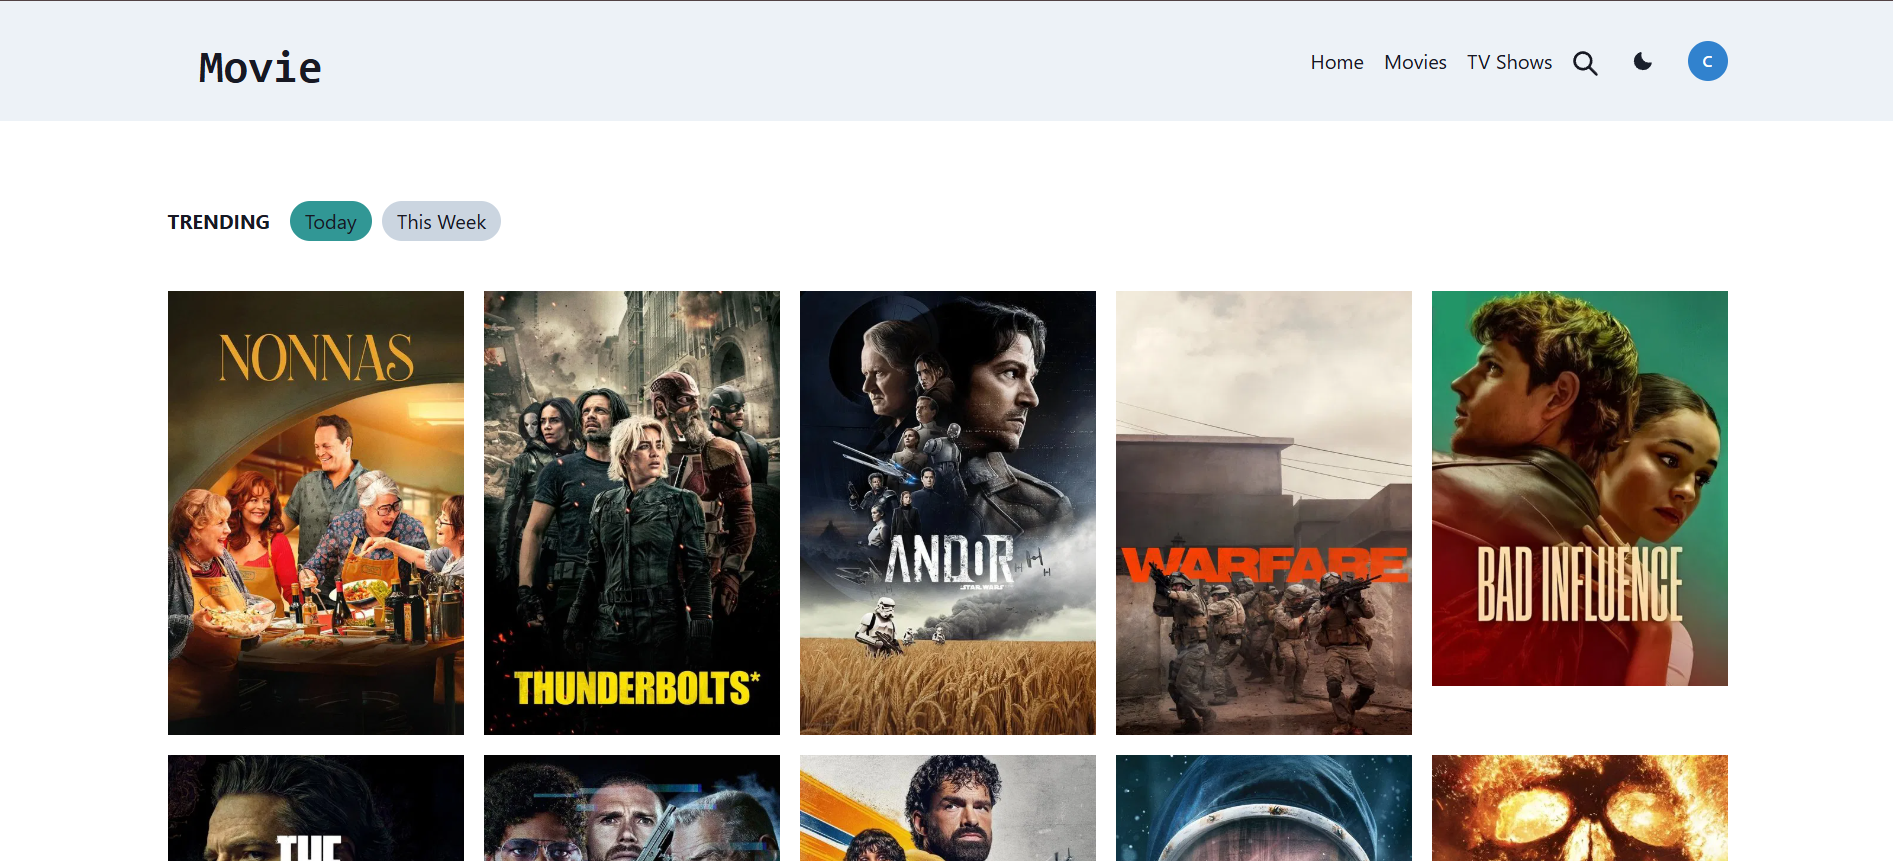 Movie
Home Movies TV Shows
C
TRENDING Today This Week
NONNAS
THUNDERBOLTS*
ANDOR
STAR WARS
WARFARE
BAD INFLUENCE
THE